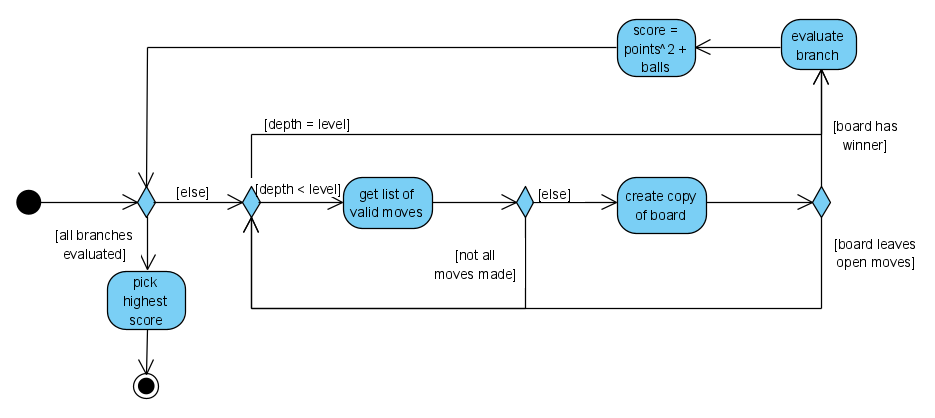 score =
points^2 +
balls
evaluate
branch
[depth = level]
[board has
winner]
[else]
[depth < level]
get list of
valid moves
[else]
create copy
of board
[all branches
evaluated]
[not all
moves made]
[board leaves
open moves]
pick
highest
score